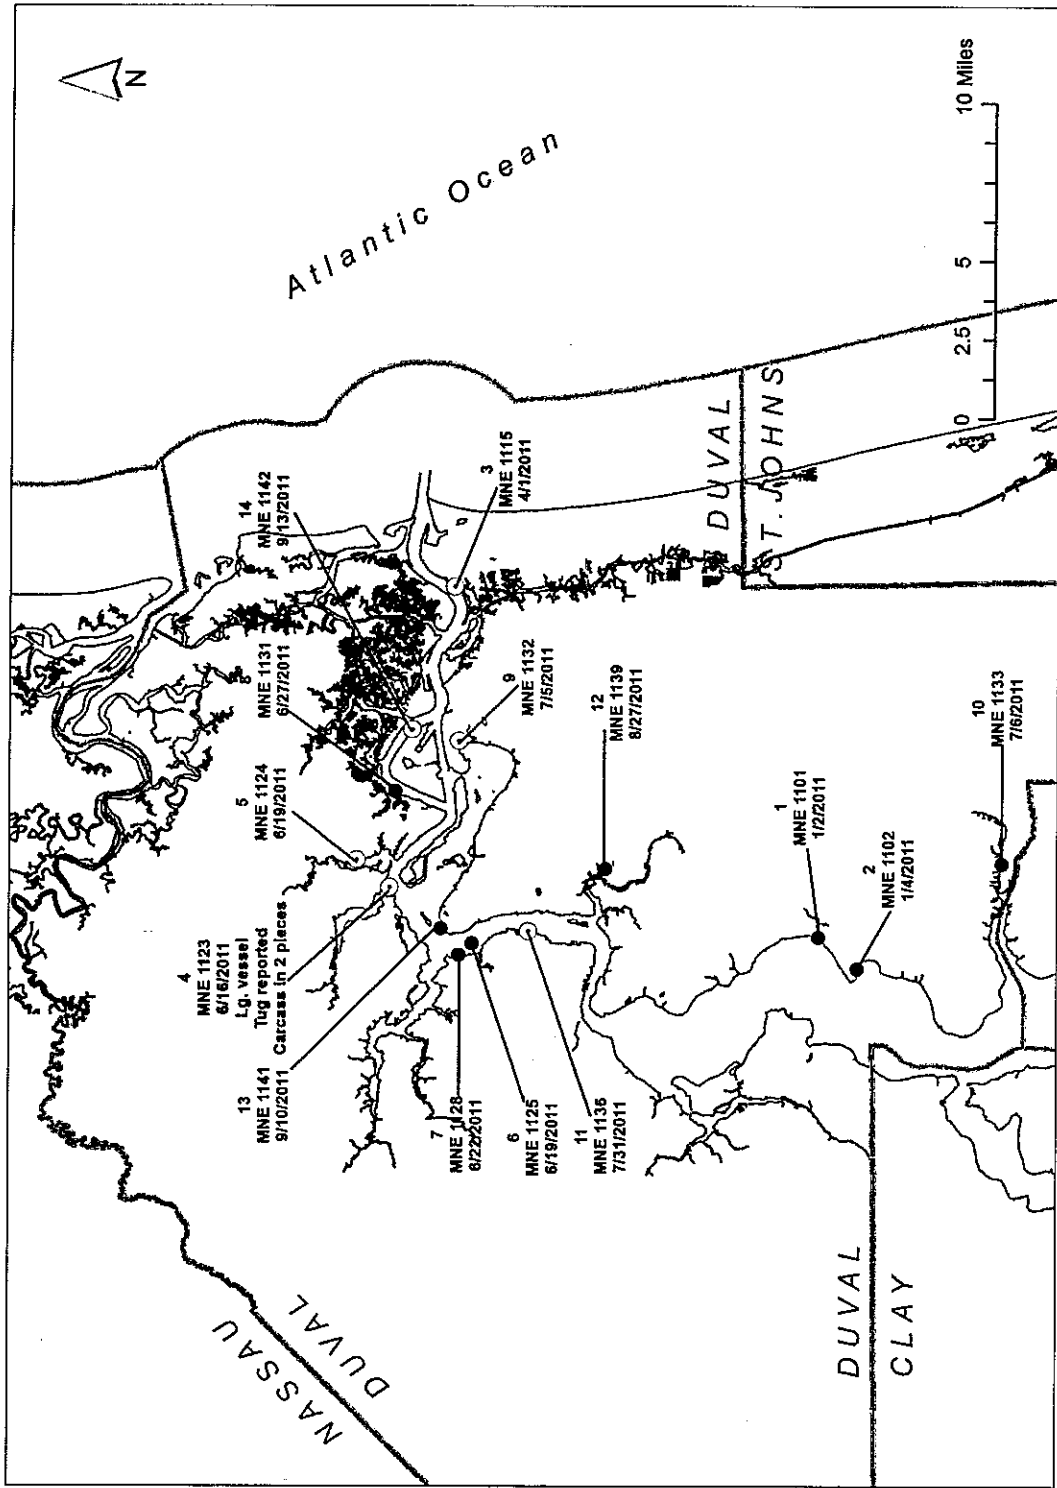 N
Atlantic Ocean
NASSAU
DUVAL
14
MNE 1142
9/13/2011
MNE 1131
6/27/2011
5
MNE 1124
6/19/2011
4
MNE 1123
6/16/2011
Lg. vessel
Tug reported
Carcass in 2 pieces
13
MNE 1141
9/10/2011
7
MNE 1128
6/22/2011
6
MNE 1125
6/19/2011
11
MNE 1136
7/31/2011
3
MNE 1115
4/1/2011
9
MNE 1132
7/5/2011
12
MNE 1139
8/27/2011
1
MNE 1101
1/2/2011
2
MNE 1102
1/4/2011
10
MNE 1133
7/6/2011
DUVAL
ST. JOHNS
DUVAL
CLAY
0 2.5 5 10 Miles